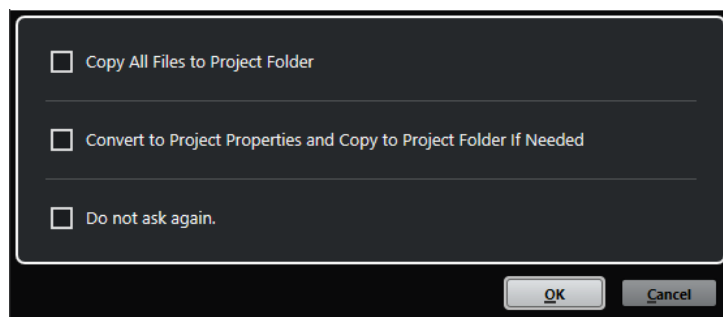 Copy All Files to Project Folder
Convert to Project Properties and Copy to Project Folder If Needed
Do not ask again.
OK
Cancel